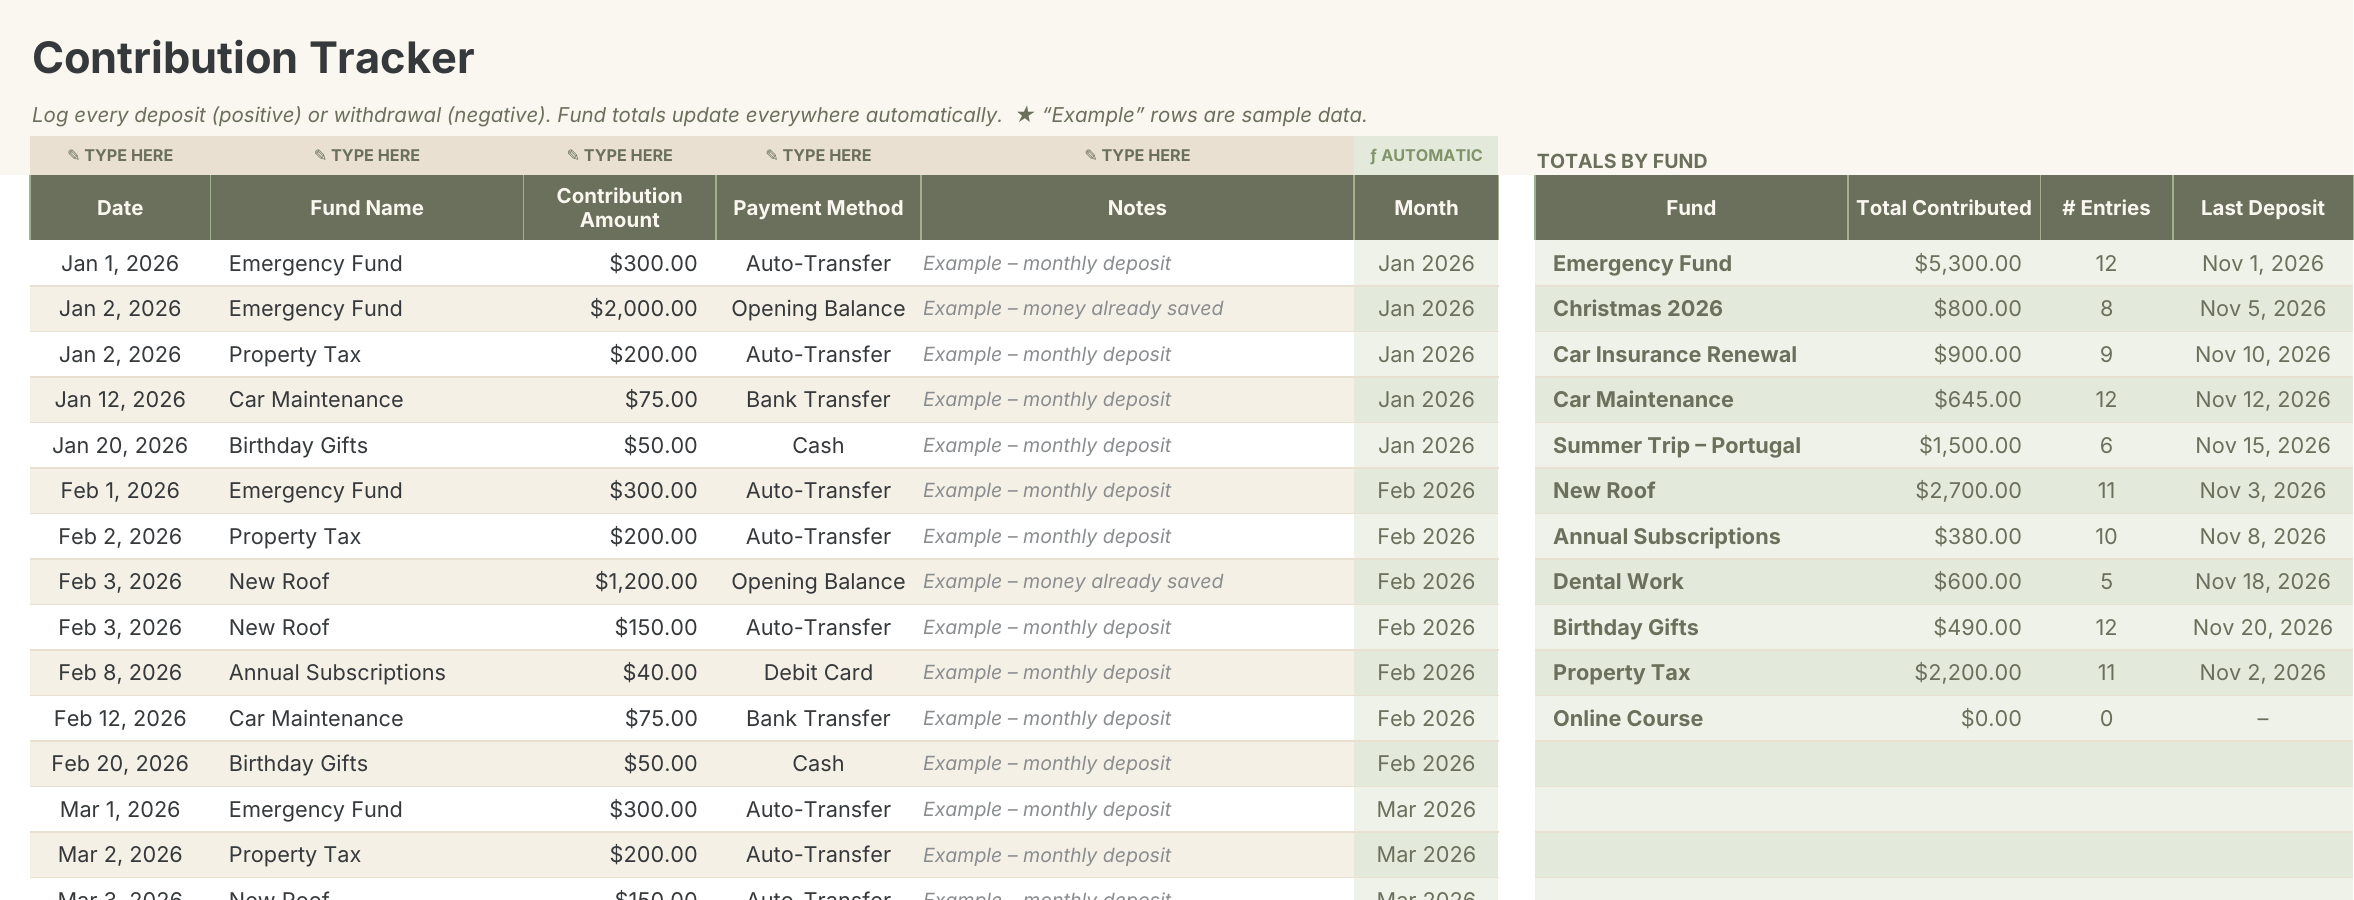 Contribution Tracker
Log every deposit (positive) or withdrawal (negative). Fund totals update everywhere automatically. ★ “Example” rows are sample data.
✎ TYPE HERE ✎ TYPE HERE ✎ TYPE HERE ✎ TYPE HERE ✎ TYPE HERE ƒ AUTOMATIC TOTALS BY FUND
Date Fund Name Contribution Amount Payment Method Notes Month Fund Total Contributed # Entries Last Deposit
Jan 1, 2026 Emergency Fund $300.00 Auto-Transfer Example – monthly deposit Jan 2026 Emergency Fund $5,300.00 12 Nov 1, 2026
Jan 2, 2026 Emergency Fund $2,000.00 Opening Balance Example – money already saved Jan 2026 Christmas 2026 $800.00 8 Nov 5, 2026
Jan 2, 2026 Property Tax $200.00 Auto-Transfer Example – monthly deposit Jan 2026 Car Insurance Renewal $900.00 9 Nov 10, 2026
Jan 12, 2026 Car Maintenance $75.00 Bank Transfer Example – monthly deposit Jan 2026 Car Maintenance $645.00 12 Nov 12, 2026
Jan 20, 2026 Birthday Gifts $50.00 Cash Example – monthly deposit Jan 2026 Summer Trip – Portugal $1,500.00 6 Nov 15, 2026
Feb 1, 2026 Emergency Fund $300.00 Auto-Transfer Example – monthly deposit Feb 2026 New Roof $2,700.00 11 Nov 3, 2026
Feb 2, 2026 Property Tax $200.00 Auto-Transfer Example – monthly deposit Feb 2026 Annual Subscriptions $380.00 10 Nov 8, 2026
Feb 3, 2026 New Roof $1,200.00 Opening Balance Example – money already saved Feb 2026 Dental Work $600.00 5 Nov 18, 2026
Feb 3, 2026 New Roof $150.00 Auto-Transfer Example – monthly deposit Feb 2026 Birthday Gifts $490.00 12 Nov 20, 2026
Feb 8, 2026 Annual Subscriptions $40.00 Debit Card Example – monthly deposit Feb 2026 Property Tax $2,200.00 11 Nov 2, 2026
Feb 12, 2026 Car Maintenance $75.00 Bank Transfer Example – monthly deposit Feb 2026 Online Course $0.00 0 –
Feb 20, 2026 Birthday Gifts $50.00 Cash Example – monthly deposit Feb 2026
Mar 1, 2026 Emergency Fund $300.00 Auto-Transfer Example – monthly deposit Mar 2026
Mar 2, 2026 Property Tax $200.00 Auto-Transfer Example – monthly deposit Mar 2026
Mar 3, 2026 New Roof $150.00 Auto-Transfer Example – monthly deposit Mar 2026